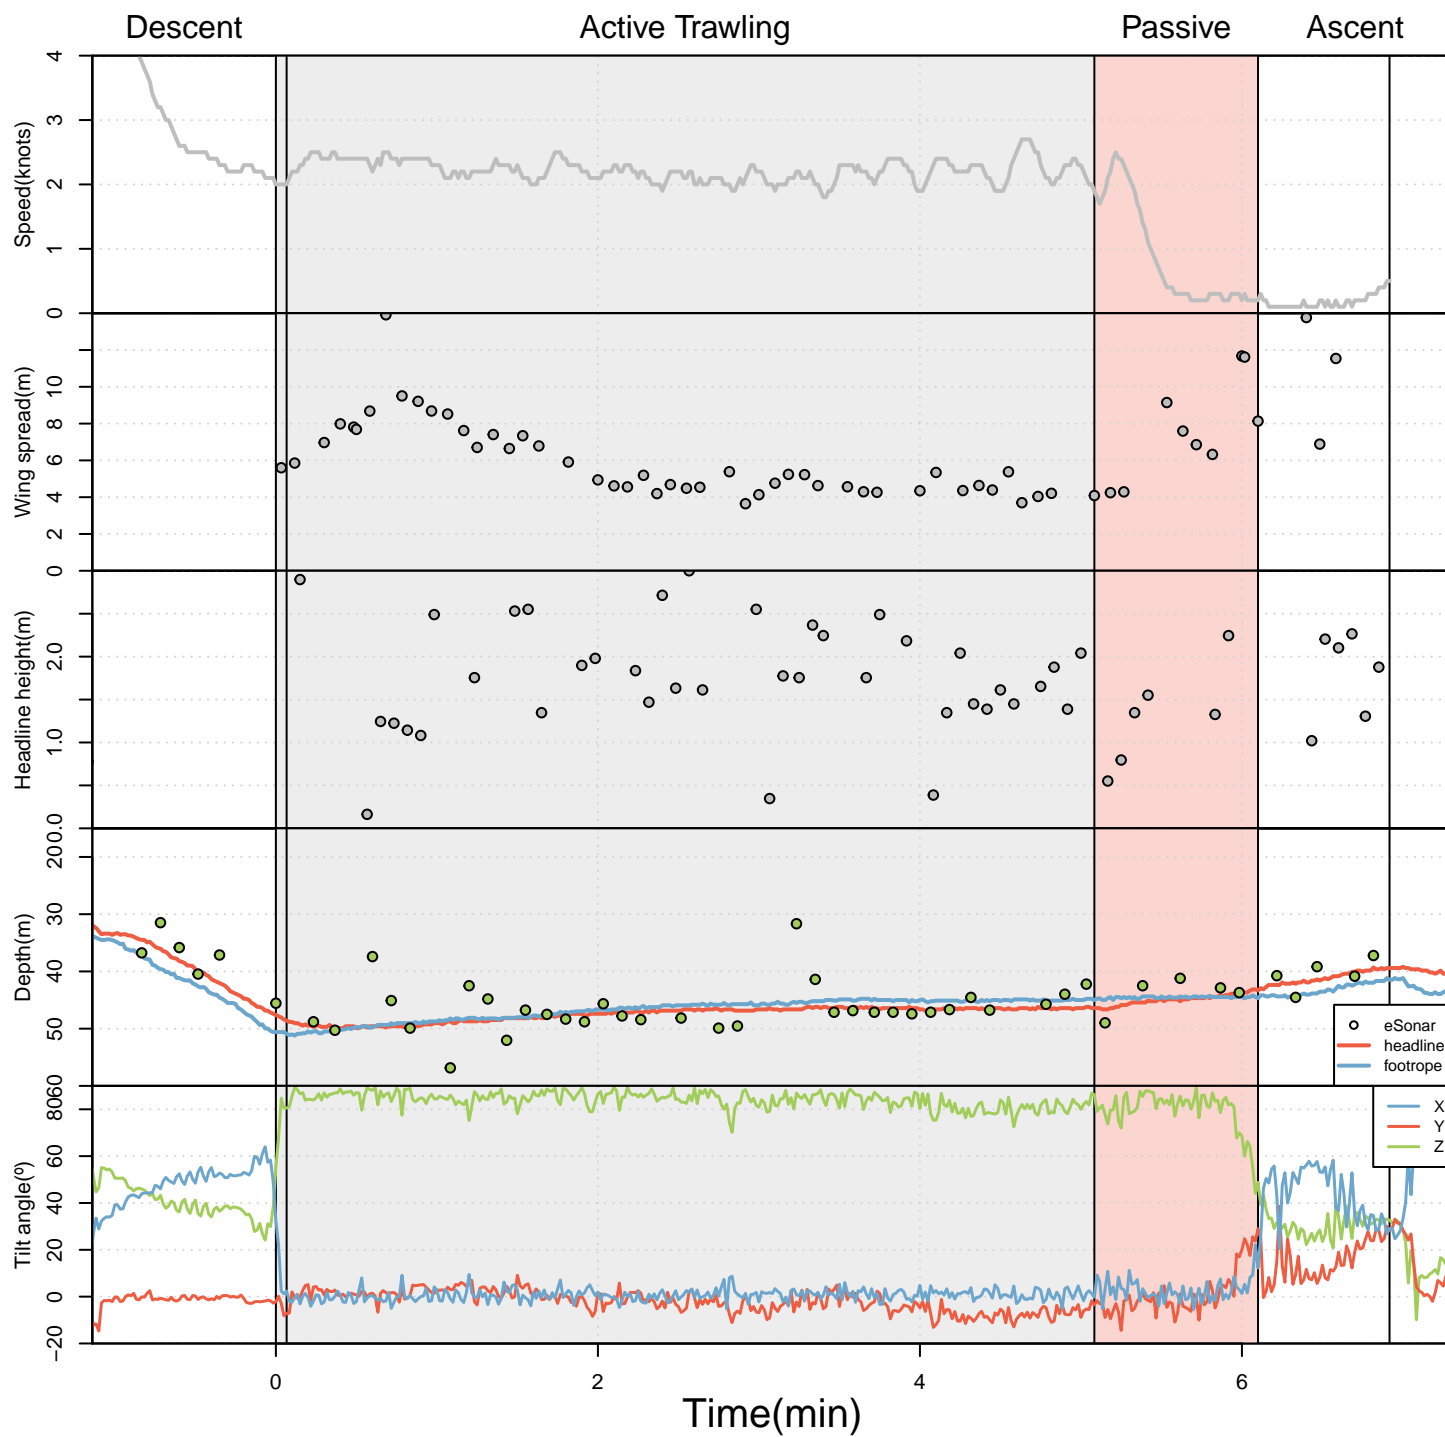 Descent Active Trawling Passive Ascent
Speed(knots)
4
3
2
1
0
Wing spread(m)
10
8
6
4
2
0
Headline height(m)
2.0
1.0
0.0
Depth(m)
20
30
40
50
60
eSonar
headline
footrope
Tilt angle(º)
80
60
40
20
0
−20
X
Y
Z
0 2 4 6
Time(min)